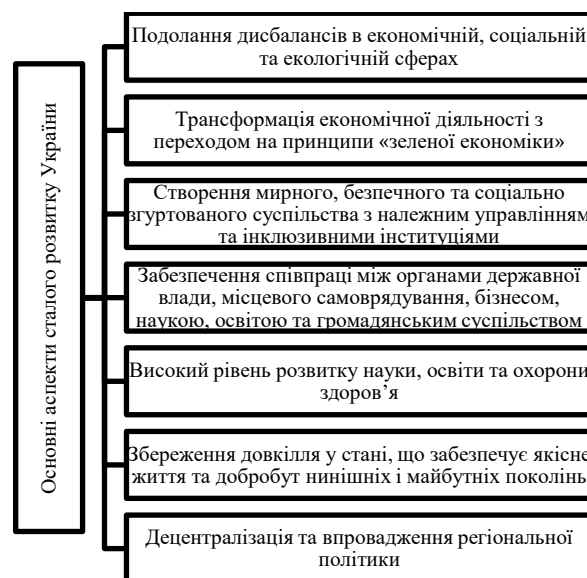 Основні аспекти сталого розвитку України
Подолання дисбалансів в економічній, соціальній
та екологічній сферах
Трансформація економічної діяльності з
переходом на принципи «зеленої економіки»
Створення мирного, безпечного та соціально
згуртованого суспільства з належним управлінням
та інклюзивними інституціями
Забезпечення співпраці між органами державної
влади, місцевого самоврядування, бізнесом,
наукою, освітою та громадянським суспільством
Високий рівень розвитку науки, освіти та охорони
здоров’я
Збереження довкілля у стані, що забезпечує якісне
життя та добробут нинішніх і майбутніх поколінь
Децентралізація та впровадження регіональної
політики